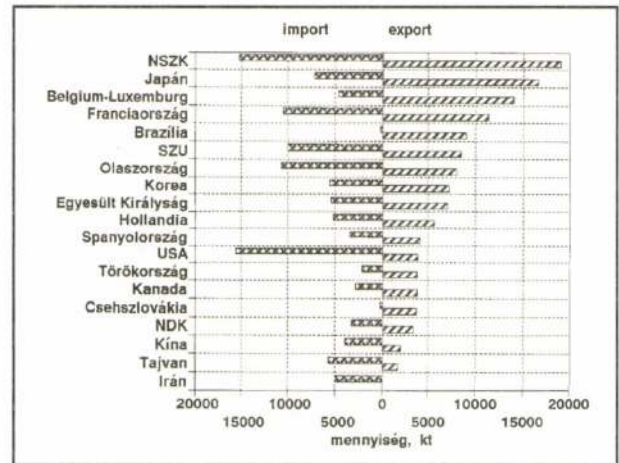 import export
NSZK
Japán
Belgium-Luxemburg
Franciaország
Brazília
SZU
Olaszország
Korea
Egyesült Királyság
Hollandia
Spanyolország
USA
Törökország
Kanada
Csehszlovákia
NDK
Kína
Tajvan
Irán
20000 10000 0 10000 20000
15000 5000 5000 15000
mennyiség, kt